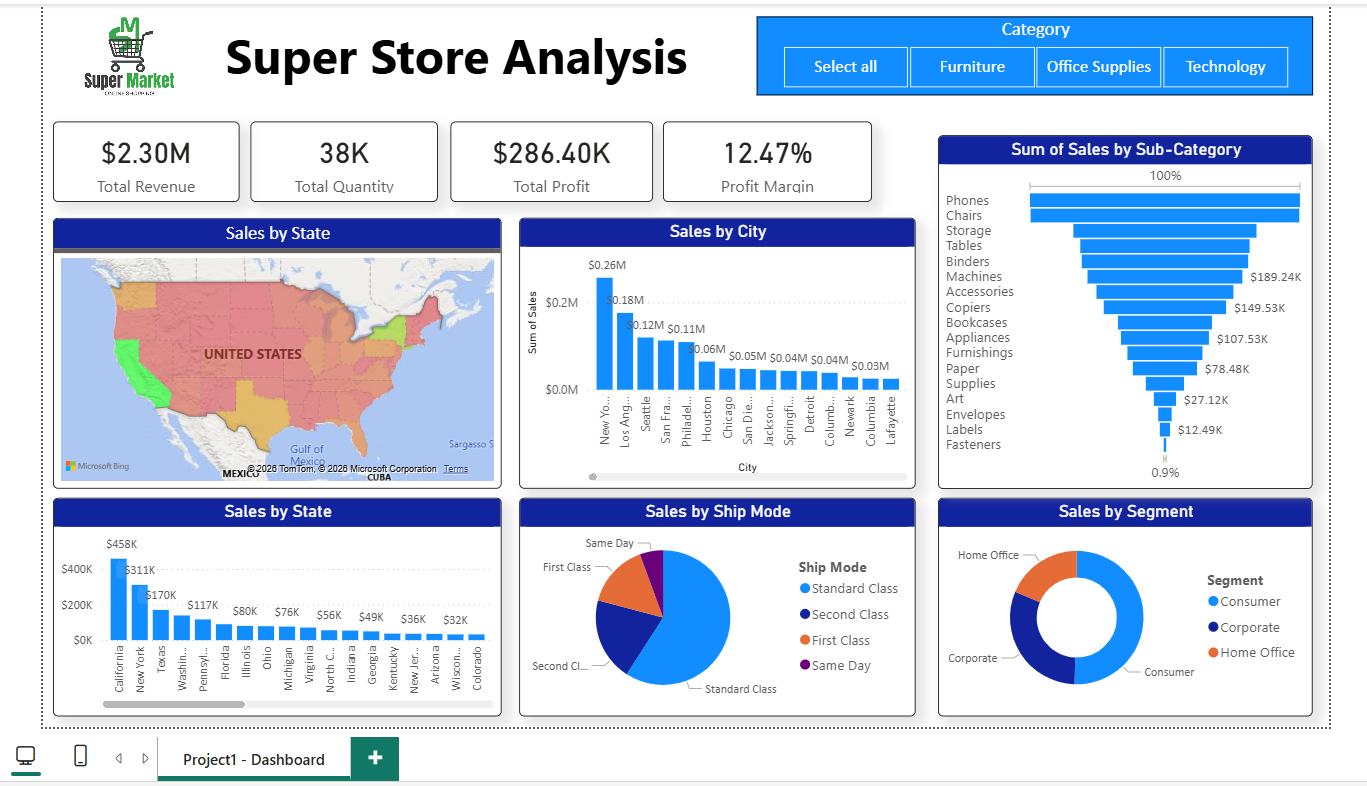 Super Market
ONLINE SHOPPING
Super Store Analysis
Category
Select all
Furniture
Office Supplies
Technology
$2.30M
Total Revenue
38K
Total Quantity
$286.40K
Total Profit
12.47%
Profit Margin
Sales by State
UNITED STATES
Gulf of
Mexico
Sargasso S
MEXICO
CUBA
Microsoft Bing
© 2026 TomTom, © 2026 Microsoft Corporation Terms
Sales by City
Sum of Sales
$0.2M
$0.0M
$0.26M
$0.18M
$0.12M
$0.11M
$0.06M
$0.05M
$0.04M
$0.04M
$0.03M
New Yo...
Los Ang...
Seattle
San Fra...
Philadel...
Houston
Chicago
San Die...
Jackson...
Springfi...
Detroit
Columb...
Newark
Columbia
Lafayette
City
Sum of Sales by Sub-Category
100%
Phones
Chairs
Storage
Tables
Binders
Machines $189.24K
Accessories
Copiers $149.53K
Bookcases
Appliances $107.53K
Furnishings
Paper $78.48K
Supplies
Art $27.12K
Envelopes
Labels $12.49K
Fasteners
0.9%
Sales by State
$400K
$200K
$0K
$458K
$311K
$170K
$117K
$80K
$76K
$56K
$49K
$36K
$32K
California
New York
Texas
Washin...
Pennsyl...
Florida
Illinois
Ohio
Michigan
Virginia
North C...
Indiana
Georgia
Kentucky
New Jer...
Arizona
Wiscon...
Colorado
Sales by Ship Mode
Same Day
First Class
Second Cl...
Standard Class
Ship Mode
Standard Class
Second Class
First Class
Same Day
Sales by Segment
Home Office
Corporate
Consumer
Segment
Consumer
Corporate
Home Office
Project1 - Dashboard